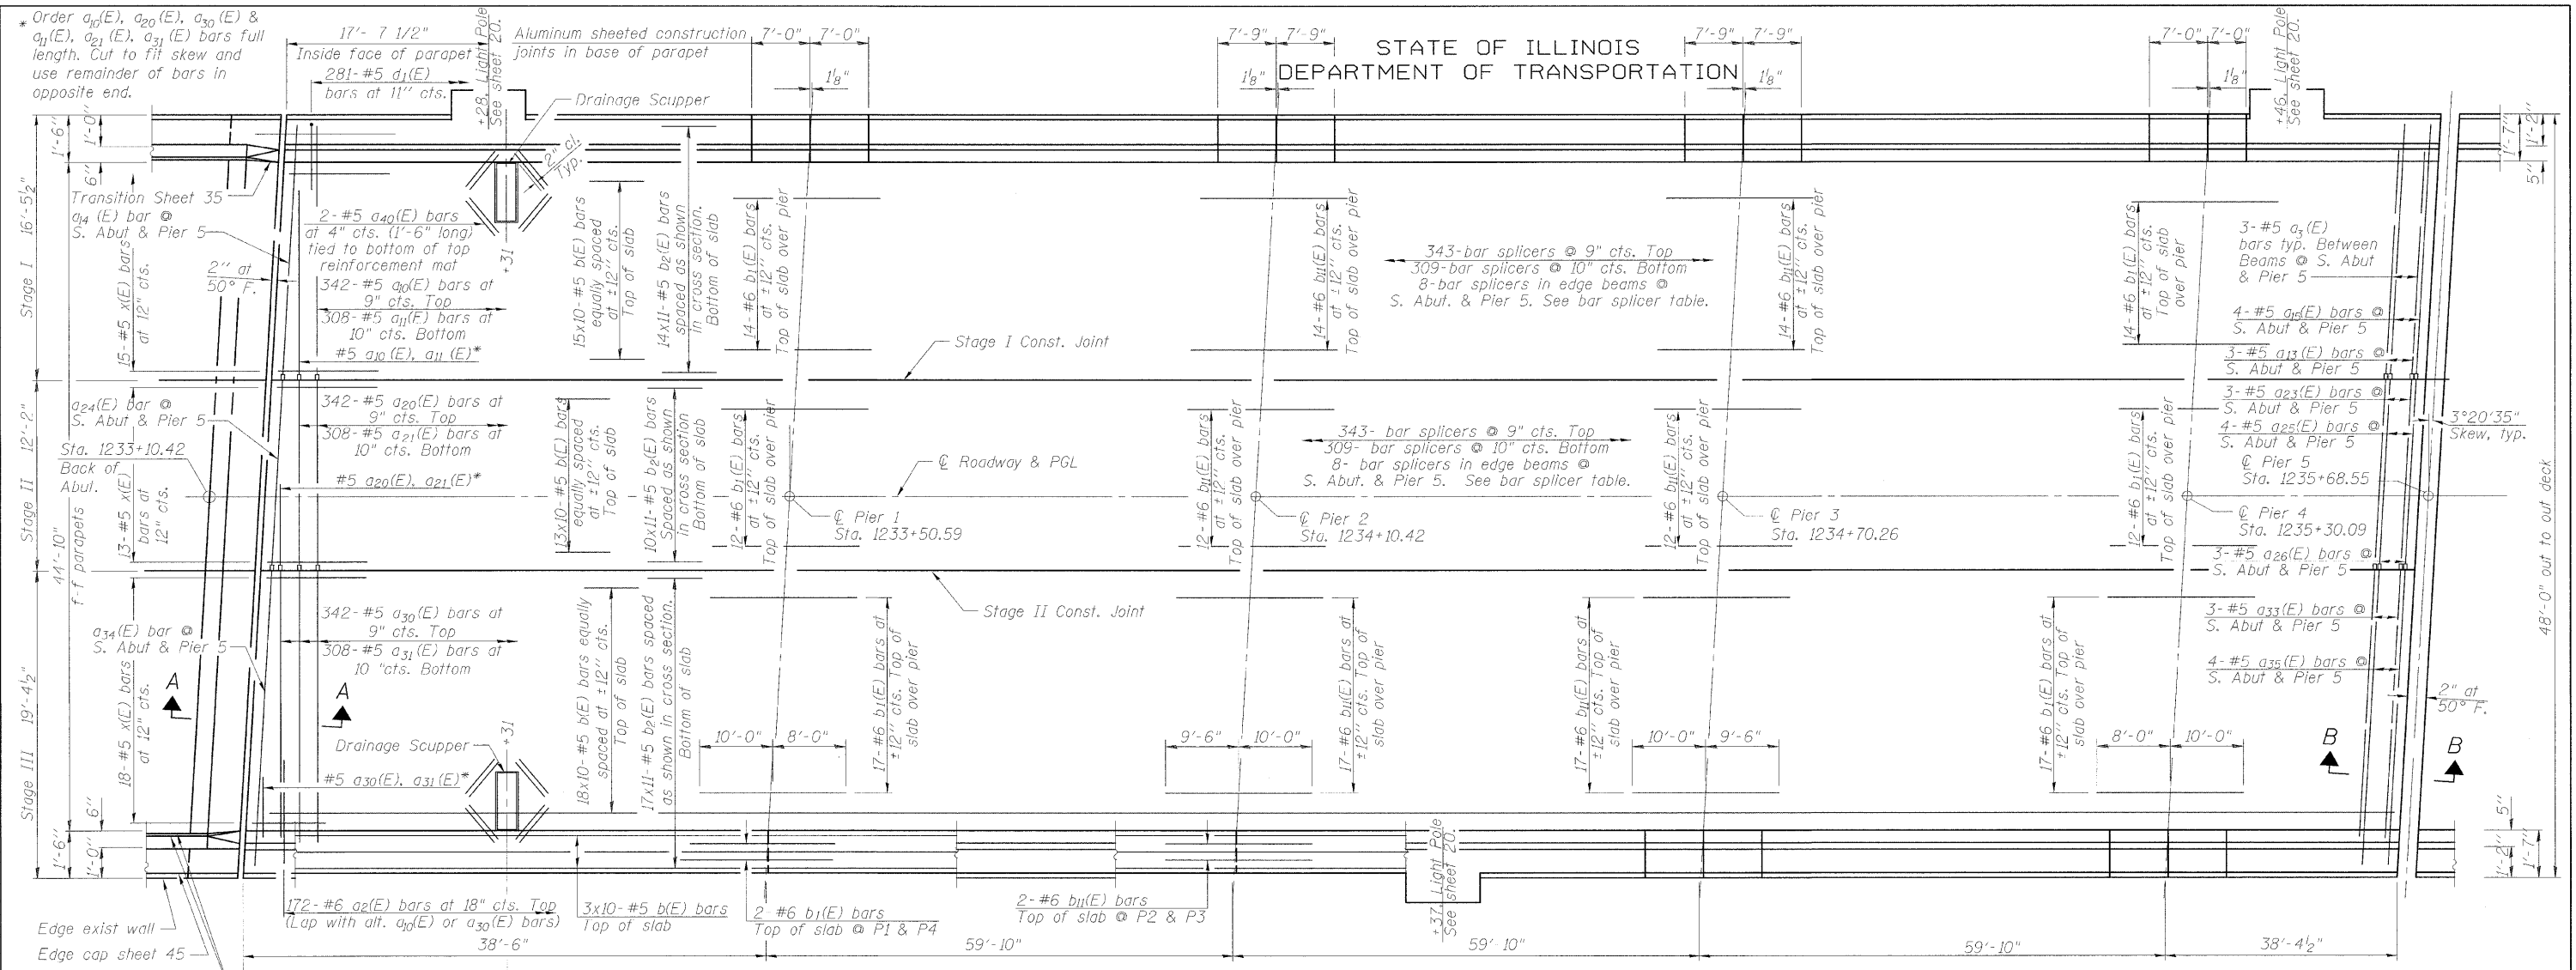 * Order a10(E), a20(E), a30(E) &
a11(E), a21(E), a31(E) bars full
length. Cut to fit skew and
use remainder of bars in
opposite end.
17'- 7 1/2"
Inside face of parapet
281-#5 d1(E)
bars at 11" cts.
+28, Light Pole
See sheet 20.
Aluminum sheeted construction
joints in base of parapet
7'-0"
7'-0"
1⅛"
7'-9"
7'-9"
1⅛"
STATE OF ILLINOIS
DEPARTMENT OF TRANSPORTATION
7'-9"
7'-9"
1⅛"
7'-0"
7'-0"
1⅛"
+46, Light Pole
See sheet 20.
Drainage Scupper
2" cl.
Typ.
+31
1'-6"
1'-0"
6"
1'-7"
1'-2"
5"
Stage I 16'-5½"
Transition Sheet 35
a14 (E) bar @
S. Abut & Pier 5
15-#5 x(E) bars
at 12" cts.
2" at
50° F.
2-#5 a40(E) bars
at 4" cts. (1'-6" long)
tied to bottom of top
reinforcement mat
342-#5 a10(E) bars at
9" cts. Top
308-#5 a11(E) bars at
10" cts. Bottom
#5 a10(E), a11 (E)*
15x10-#5 b(E) bars
equally spaced
at ±12" cts.
Top of slab
14x11-#5 b2(E) bars
spaced as shown
in cross section.
Bottom of slab
14-#6 b1(E) bars
at ±12" cts.
Top of slab over pier
14-#6 b11(E) bars
at ±12" cts.
Top of slab over pier
343-bar splicers @ 9" cts. Top
309-bar splicers @ 10" cts. Bottom
8-bar splicers in edge beams @
S. Abut. & Pier 5. See bar splicer table.
14-#6 b11(E) bars
at ±12" cts.
Top of slab over pier
14-#6 b1(E) bars
at ±12" cts.
Top of slab
over pier
3-#5 a3(E)
bars typ. Between
Beams @ S. Abut
& Pier 5
4-#5 a15(E) bars @
S. Abut & Pier 5
3-#5 a13(E) bars @
S. Abut & Pier 5
3-#5 a23(E) bars @
S. Abut & Pier 5
4-#5 a25(E) bars @
S. Abut & Pier 5
3°20'35"
Skew, typ.
Stage I Const. Joint
Stage II 12'-2"
44'-10"
f-f parapets
a24(E) bar @
S. Abut & Pier 5
Sta. 1233+10.42
Back of
Abut.
13-#5 x(E)
bars at
12" cts.
342-#5 a20(E) bars at
9" cts. Top
308-#5 a21(E) bars at
10" cts. Bottom
#5 a20(E), a21(E)*
13x10-#5 b(E) bars
equally spaced
at ±12" cts.
Top of slab
10x11-#5 b2(E) bars
Spaced as shown
in cross section
Bottom of slab
12-#6 b1(E) bars
at ±12" cts.
Top of slab over pier
℄ Roadway & PGL
℄ Pier 1
Sta. 1233+50.59
12-#6 b11(E) bars
at ±12" cts.
Top of slab over pier
343- bar splicers @ 9" cts. Top
309- bar splicers @ 10" cts. Bottom
8- bar splicers in edge beams @
S. Abut. & Pier 5. See bar splicer table.
℄ Pier 2
Sta. 1234+10.42
12-#6 b11(E) bars
at ±12" cts.
Top of slab over pier
℄ Pier 3
Sta. 1234+70.26
12-#6 b1(E) bars
at ±12" cts.
Top of slab over pier
℄ Pier 4
Sta. 1235+30.09
℄ Pier 5
Sta. 1235+68.55
48'-0" out to out deck
Stage II Const. Joint
3-#5 a26(E) bars @
S. Abut & Pier 5
3-#5 a33(E) bars @
S. Abut & Pier 5
4-#5 a35(E) bars @
S. Abut & Pier 5
2" at
50° F.
Stage III 19'-4½"
a34(E) bar @
S. Abut & Pier 5
18-#5 x(E) bars
at 12" cts.
A
A
342-#5 a30(E) bars at
9" cts. Top
308-#5 a31(E) bars at
10 "cts. Bottom
Drainage Scupper
+31
#5 a30(E), a31(E)*
18x10-#5 b(E) bars equally
spaced at ±12" cts.
Top of slab
17x11-#5 b2(E) bars spaced
as shown in cross section.
Bottom of slab
10'-0"
8'-0"
17-#6 b1(E) bars at
±12" cts. Top of
slab over pier
9'-6"
10'-0"
17-#6 b11(E) bars at
±12" cts. Top of
slab over pier
10'-0"
9'-6"
17-#6 b11(E) bars at
±12" cts. Top of
slab over pier
8'-0"
10'-0"
17-#6 b1(E) bars at
±12" cts. Top of
slab over pier
B
B
6"
1'-6"
1'-0"
5"
1'-2"
1'-7"
Edge exist wall
Edge cap sheet 45
172-#6 a2(E) bars at 18" cts. Top
(Lap with alt. a10(E) or a30(E) bars)
3x10-#5 b(E) bars
Top of slab
2-#6 b1(E) bars
Top of slab @ P1 & P4
2-#6 b11(E) bars
Top of slab @ P2 & P3
+37, Light Pole
See sheet 20.
38'-6"
59'-10"
59'-10"
59'-10"
38'-4½"